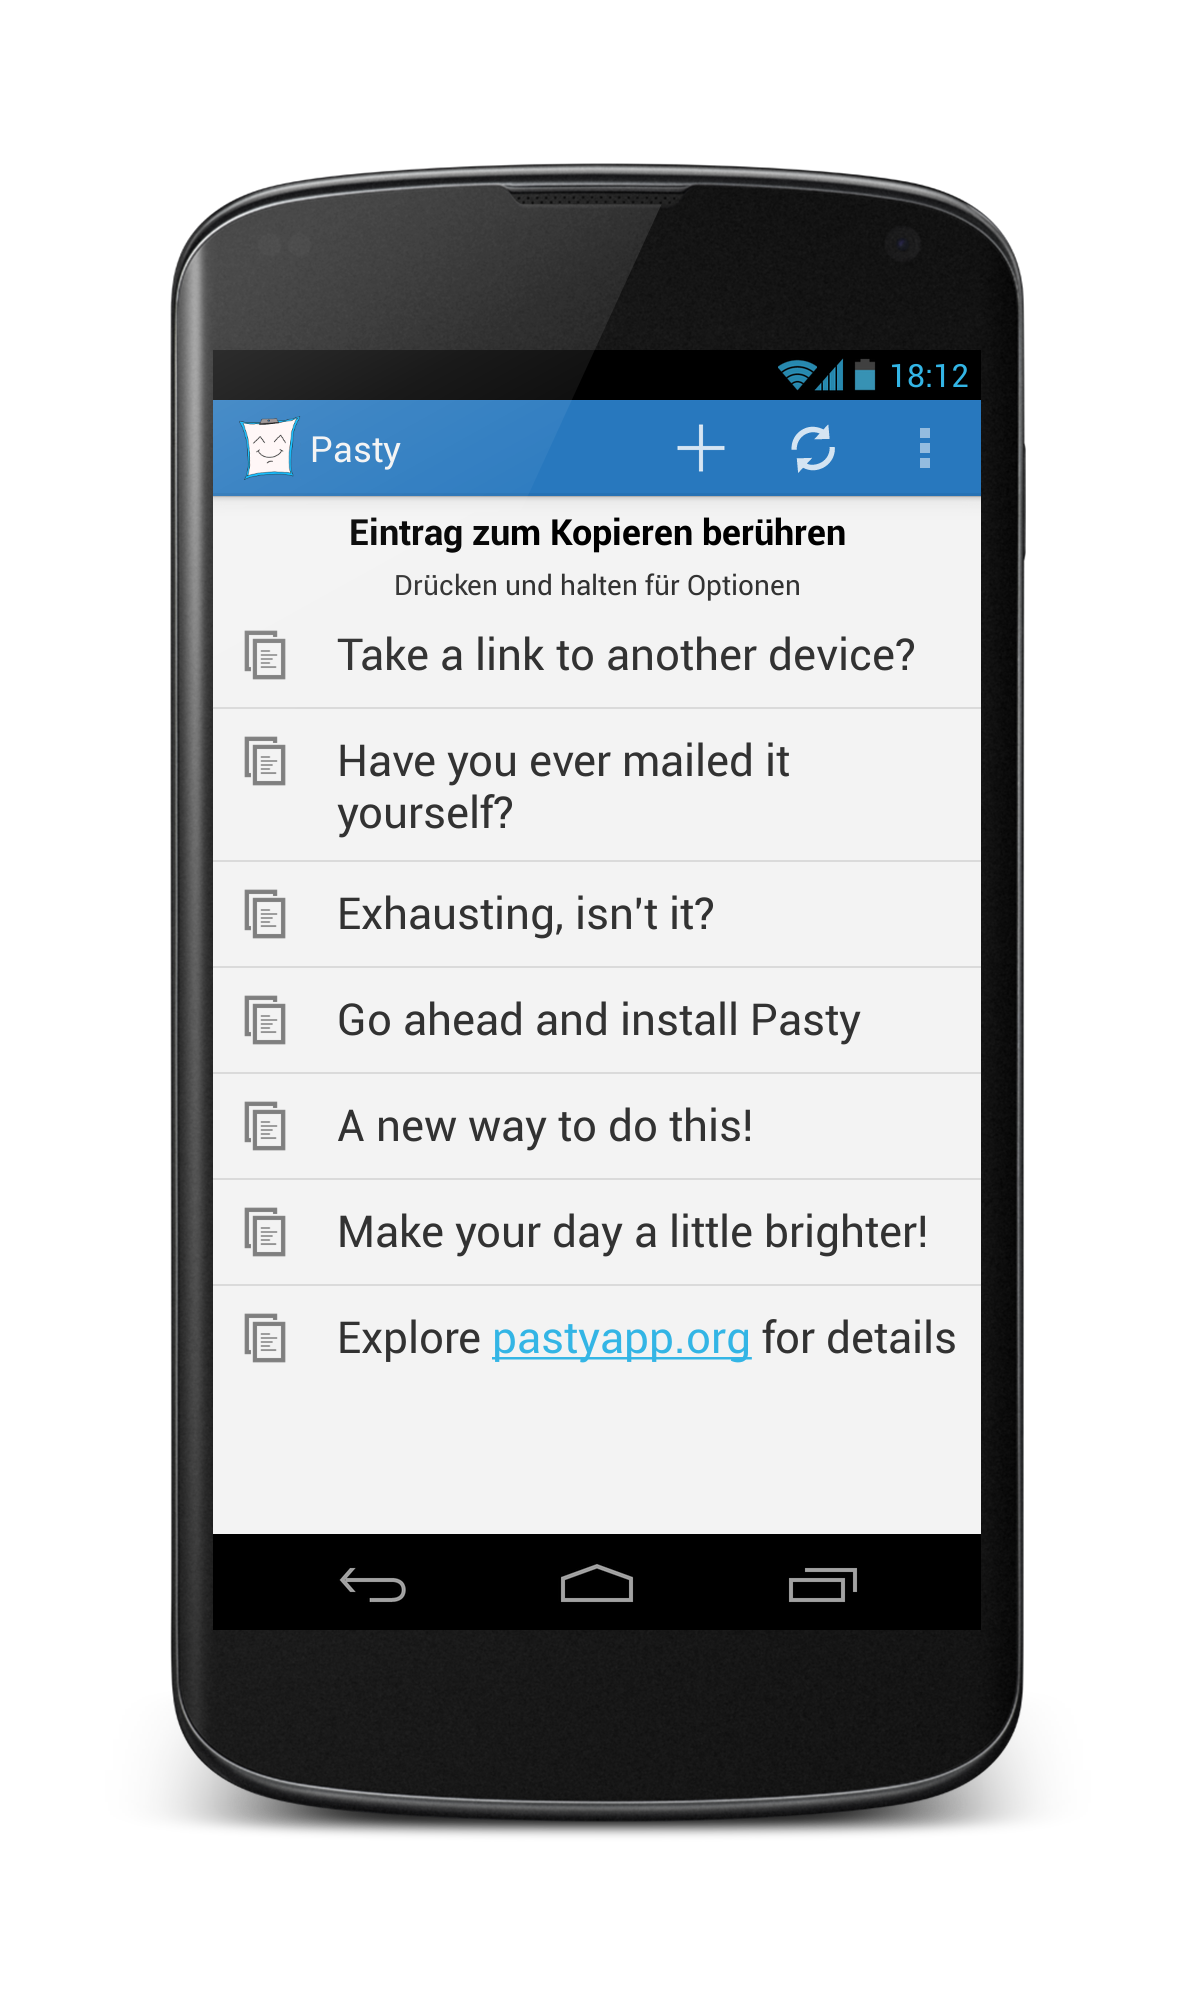 18:12
Pasty
Eintrag zum Kopieren berühren
Drücken und halten für Optionen
Take a link to another device?
Have you ever mailed it
yourself?
Exhausting, isn't it?
Go ahead and install Pasty
A new way to do this!
Make your day a little brighter!
Explore pastyapp.org for details